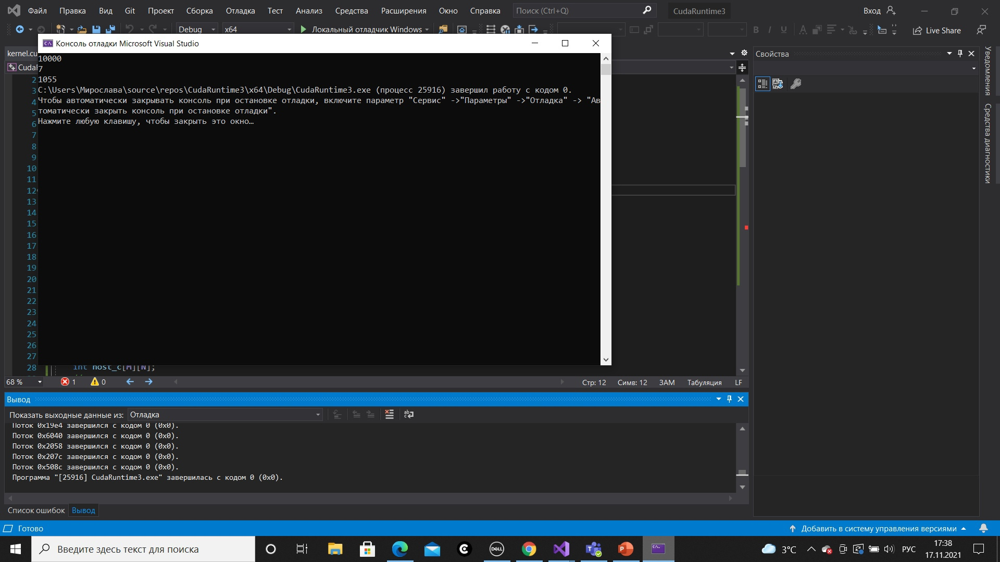 Файл Правка Вид Git Проект Сборка Отладка Тест Анализ Средства Расширения Окно Справка Поиск (Ctrl+Q) CudaRuntime3 Вход
Debug x64 Локальный отладчик Windows Live Share
Консоль отладки Microsoft Visual Studio
kernel.cu
10000
7
1055
C:\Users\Мирослава\source\repos\CudaRuntime3\x64\Debug\CudaRuntime3.exe (процесс 25916) завершил работу с кодом 0.
Чтобы автоматически закрывать консоль при остановке отладки, включите параметр "Сервис" ->"Параметры" ->"Отладка" -> "Ав
томатически закрыть консоль при остановке отладки".
Нажмите любую клавишу, чтобы закрыть это окно…
2
3
4
5
6
7
8
9
10
11
12
13
14
15
16
17
18
19
20
21
22
23
24
25
26
27
28 int host_c[M][N];
68 % 1 0 Стр: 12 Симв: 12 ЗАМ Табуляция LF
Вывод
Показать выходные данные из: Отладка
Поток 0x19e4 завершился с кодом 0 (0x0).
Поток 0x6040 завершился с кодом 0 (0x0).
Поток 0x2058 завершился с кодом 0 (0x0).
Поток 0x207c завершился с кодом 0 (0x0).
Поток 0x508c завершился с кодом 0 (0x0).
Программа "[25916] CudaRuntime3.exe" завершилась с кодом 0 (0x0).
Список ошибок Вывод
Свойства
Уведомления
Средства диагностики
Готово Добавить в систему управления версиями
Введите здесь текст для поиска
DELL
3°C РУС 17:38
17.11.2021